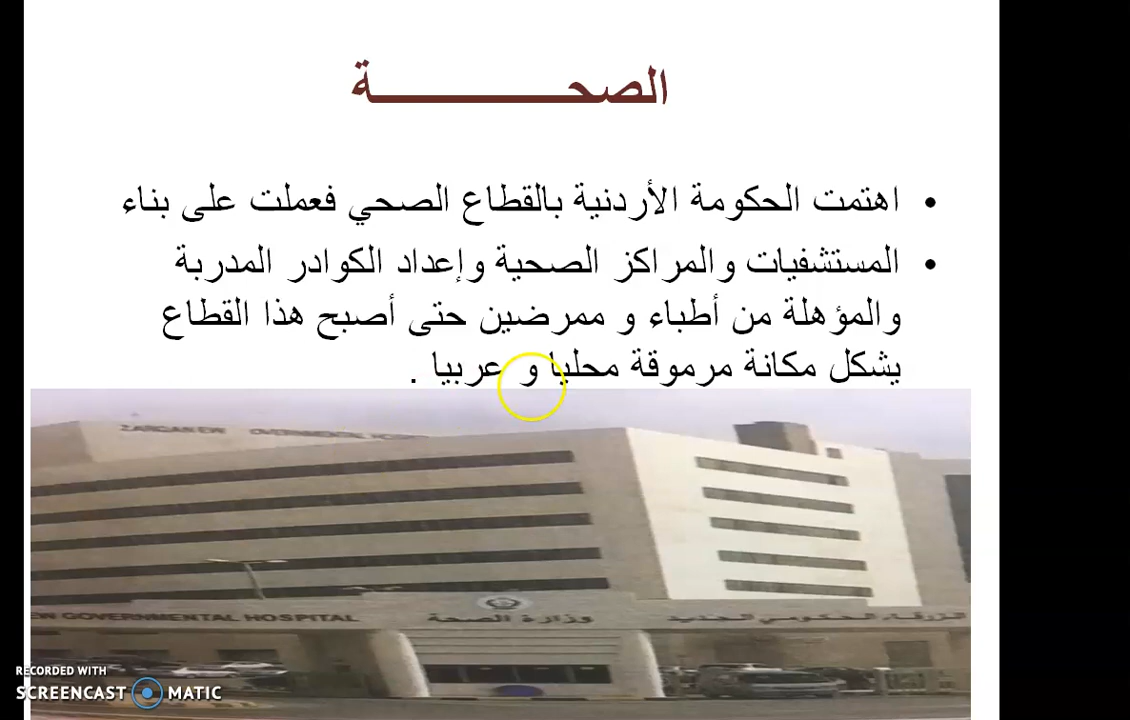 الصحـــــــــــــة
• اهتمت الحكومة الأردنية بالقطاع الصحي فعملت على بناء
• المستشفيات والمراكز الصحية وإعداد الكوادر المدربة
والمؤهلة من أطباء و ممرضين حتى أصبح هذا القطاع
يشكل مكانة مرموقة محليا و عربيا .
GOVERNMENTAL HOSPITAL
وزارة الصحة
الزرقاء الحكومي الجديد
RECORDED WITH
SCREENCAST MATIC